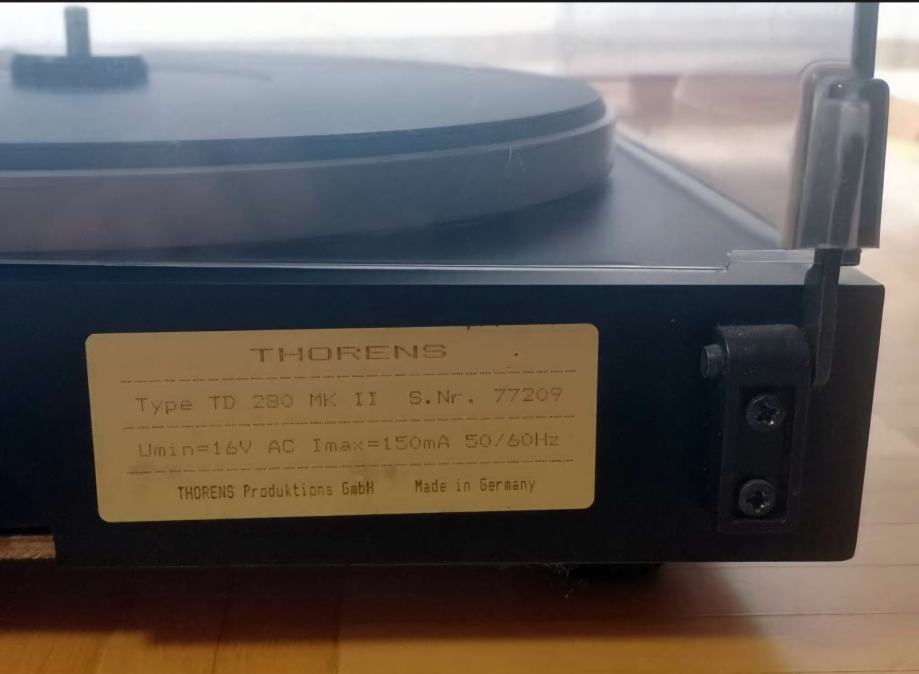 THORENS
Type TD 280 MK II S.Nr. 77209
Umin=16V AC Imax=150mA 50/60Hz
THORENS Produktions GmbH Made in Germany